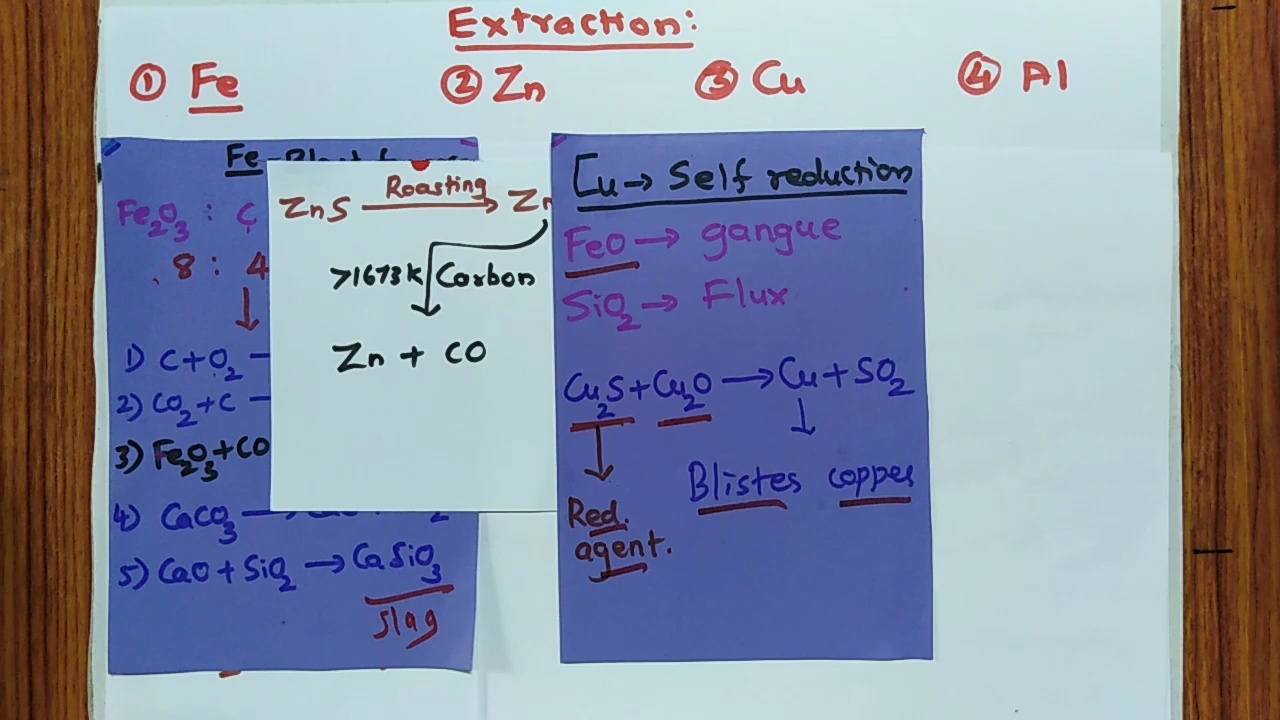 Extraction:
① Fe ② Zn ③ Cu ④ Al
Fe
Fe₂O₃ : C
8 : 4
↓
1) C + O₂ —
2) CO₂ + C —
3) Fe₂O₃ + CO
4) CaCO₃ —
5) CaO + SiO₂ → CaSiO₃
slag
ZnS Roasting → Zn
>1673K Carbon
Zn + CO
Cu → Self reduction
FeO → gangue
SiO₂ → Flux
Cu₂S + Cu₂O → Cu + SO₂
↓ ↓
Blistes copper
Red.
agent.